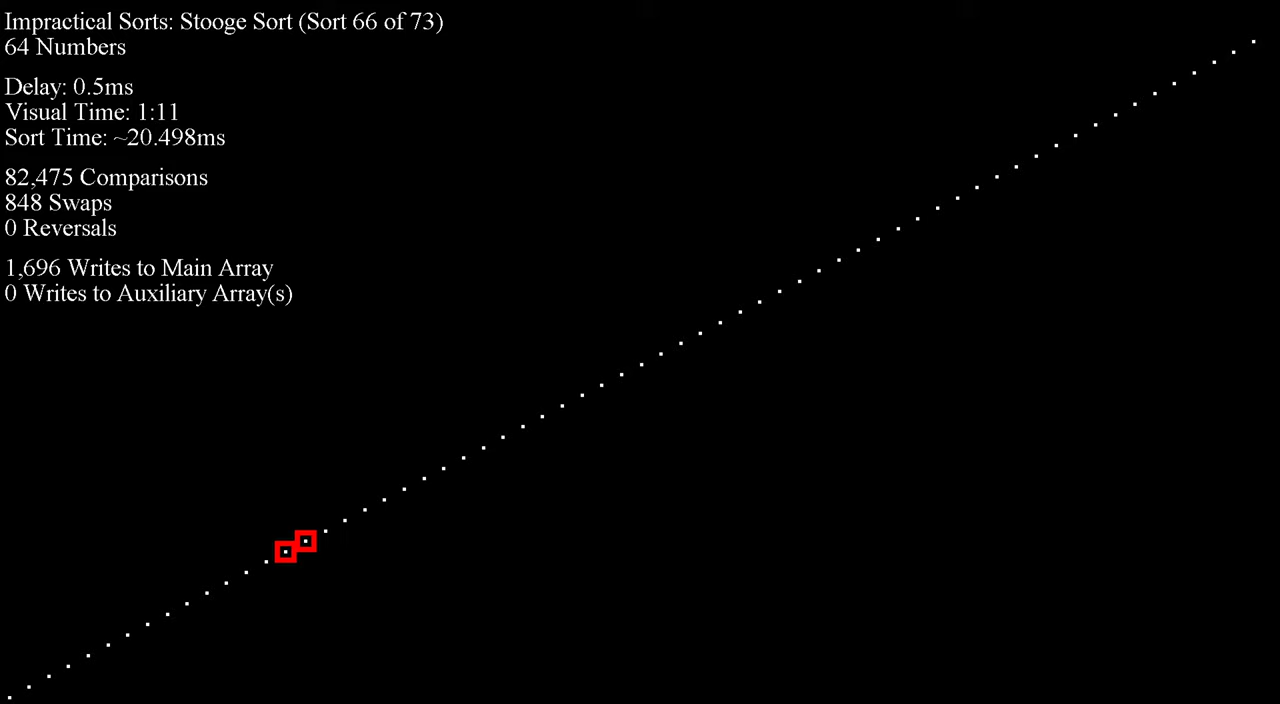 Impractical Sorts: Stooge Sort (Sort 66 of 73)
64 Numbers
Delay: 0.5ms
Visual Time: 1:11
Sort Time: ~20.498ms
82,475 Comparisons
848 Swaps
0 Reversals
1,696 Writes to Main Array
0 Writes to Auxiliary Array(s)